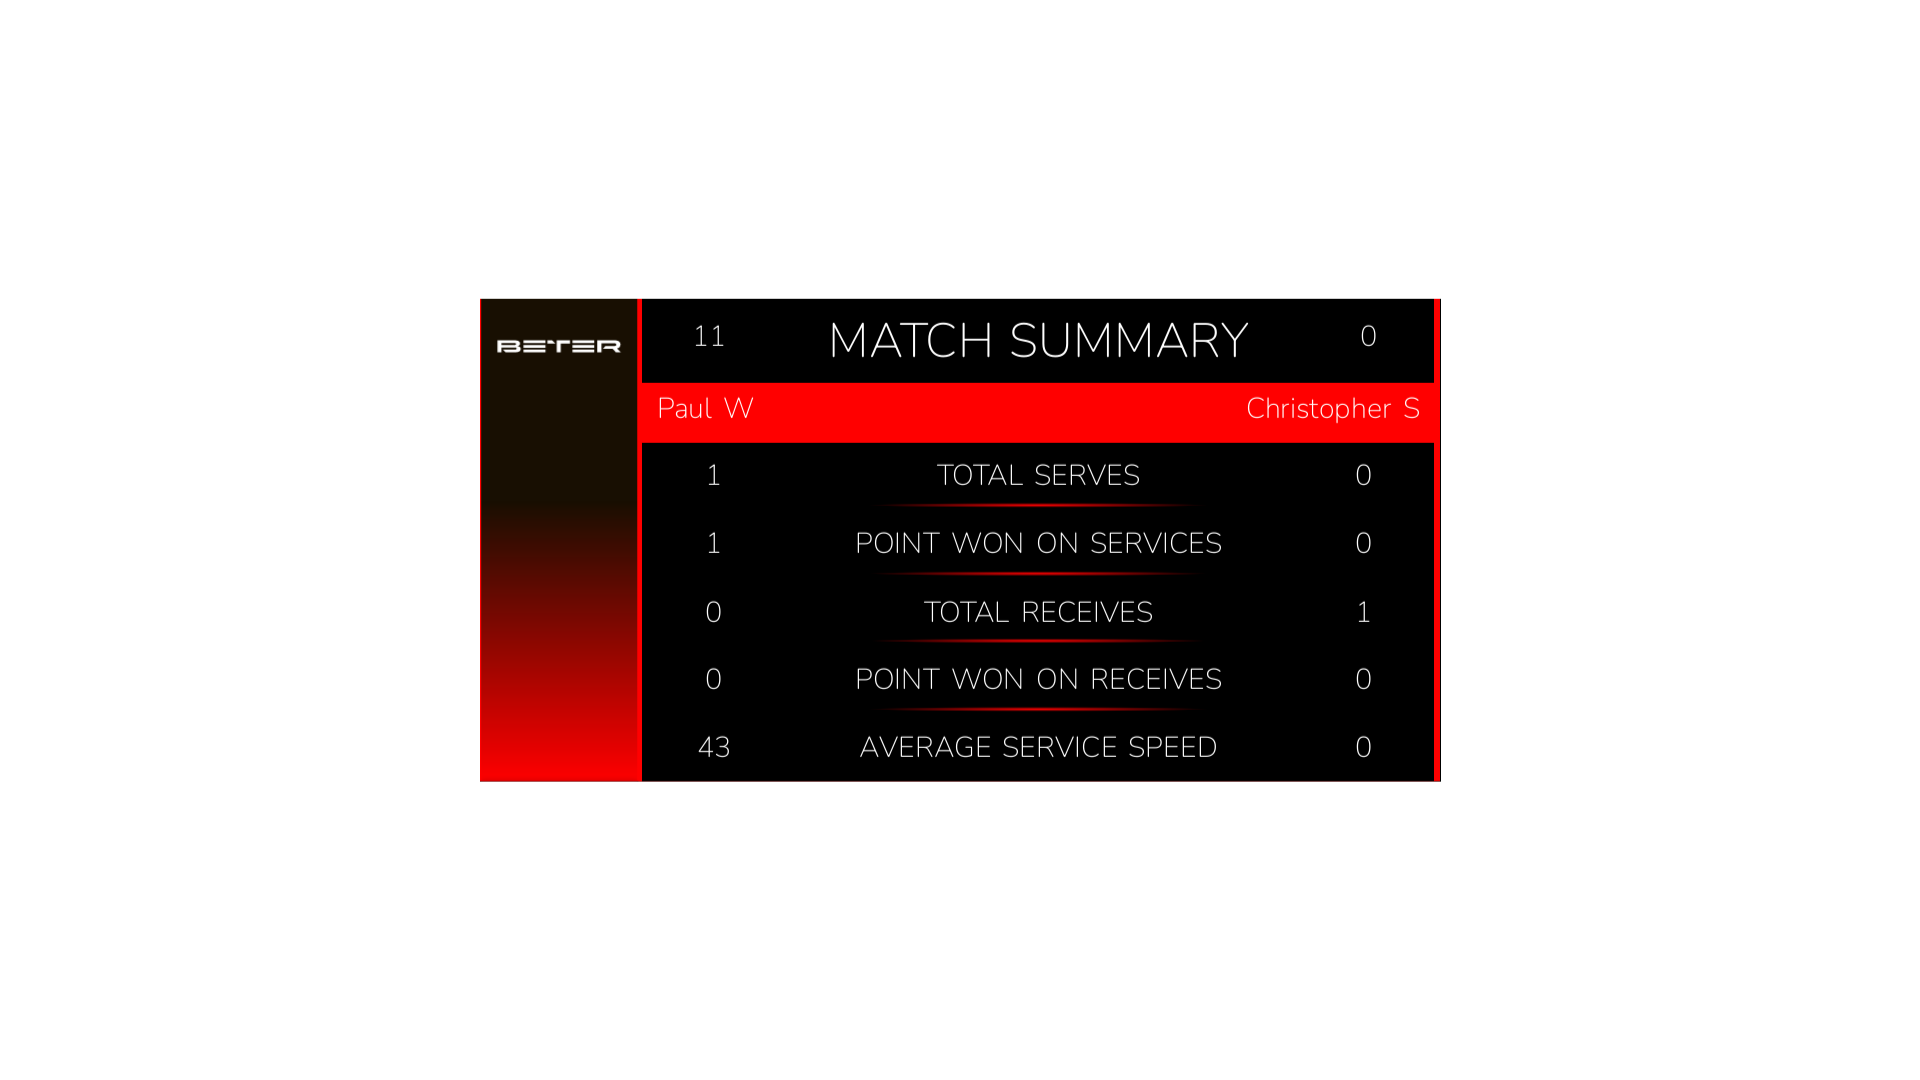 BETER
11 MATCH SUMMARY 0
Paul W Christopher S
1 TOTAL SERVES 0
1 POINT WON ON SERVICES 0
0 TOTAL RECEIVES 1
0 POINT WON ON RECEIVES 0
43 AVERAGE SERVICE SPEED 0